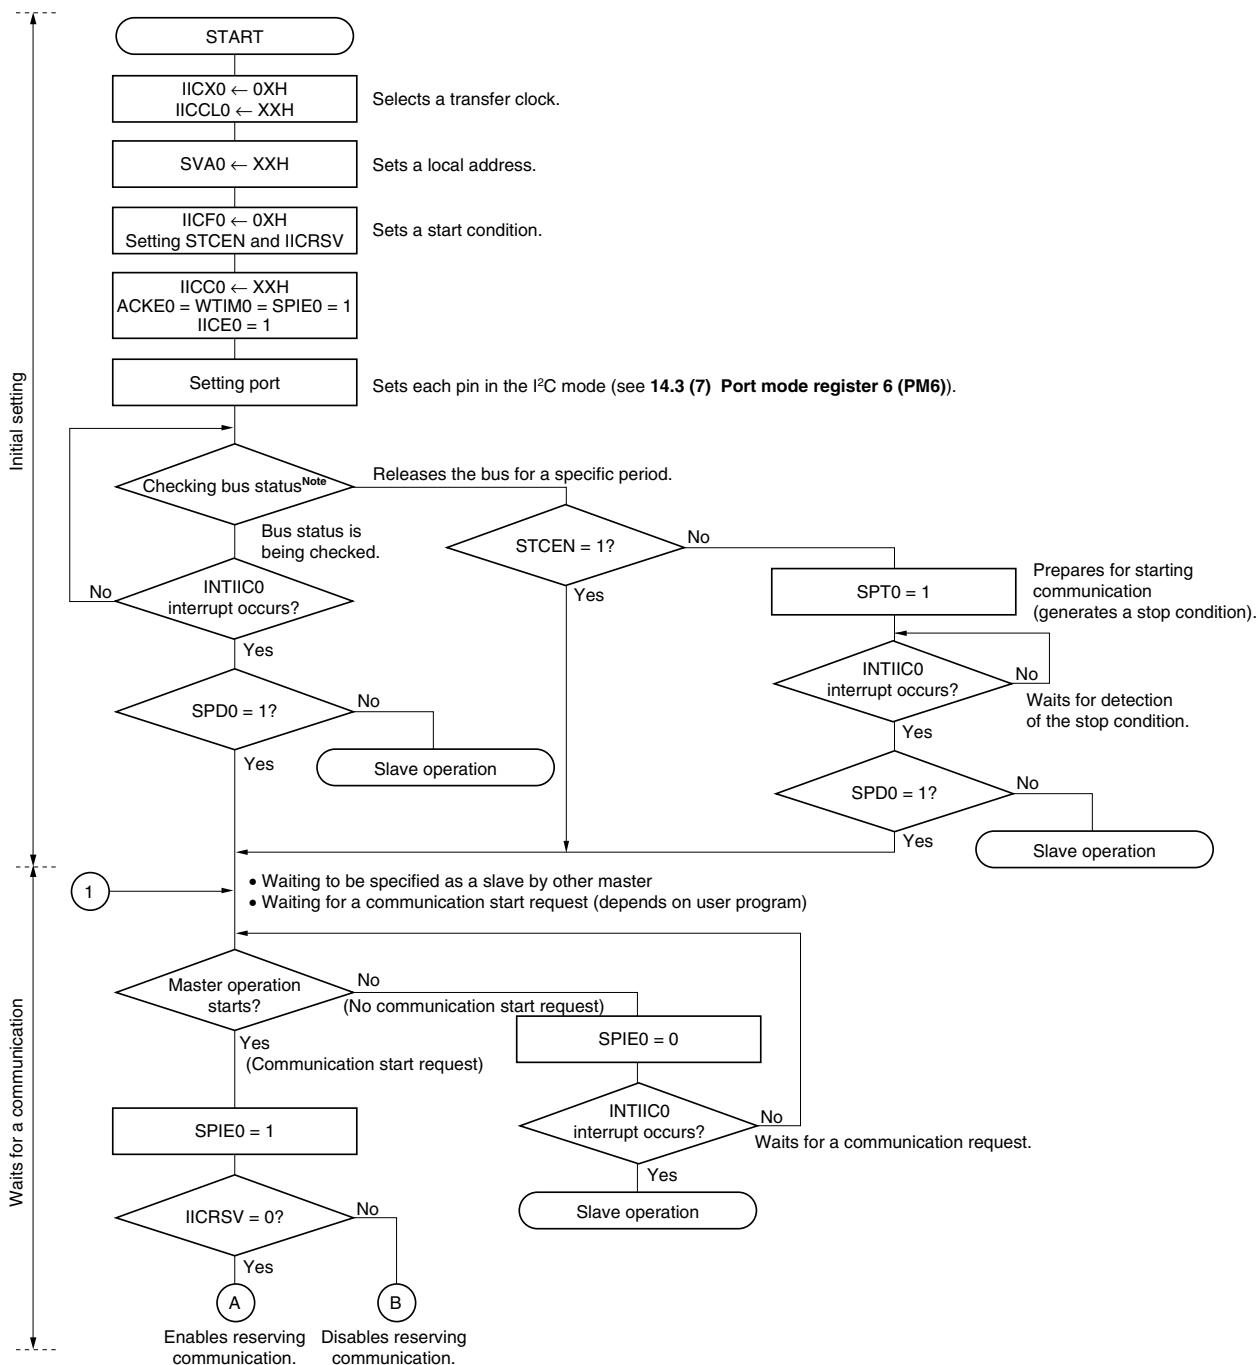 START
IICX0 ← 0XH
IICCL0 ← XXH
Selects a transfer clock.
SVA0 ← XXH
Sets a local address.
IICF0 ← 0XH
Setting STCEN and IICRSV
Sets a start condition.
IICC0 ← XXH
ACKE0 = WTIM0 = SPIE0 = 1
IICE0 = 1
Setting port
Sets each pin in the I²C mode (see 14.3 (7) Port mode register 6 (PM6)).
Initial setting
Checking bus statusNote
Releases the bus for a specific period.
Bus status is
being checked.
STCEN = 1?
No
Yes
INTIIC0
interrupt occurs?
No
Yes
SPT0 = 1
Prepares for starting
communication
(generates a stop condition).
INTIIC0
interrupt occurs?
No
Waits for detection
of the stop condition.
Yes
SPD0 = 1?
No
Yes
Slave operation
SPD0 = 1?
No
Yes
Slave operation
1
• Waiting to be specified as a slave by other master
• Waiting for a communication start request (depends on user program)
Waits for a communication
Master operation
starts?
No
(No communication start request)
Yes
(Communication start request)
SPIE0 = 0
INTIIC0
interrupt occurs?
No
Waits for a communication request.
Yes
Slave operation
SPIE0 = 1
IICRSV = 0?
No
Yes
A
B
Enables reserving
communication.
Disables reserving
communication.